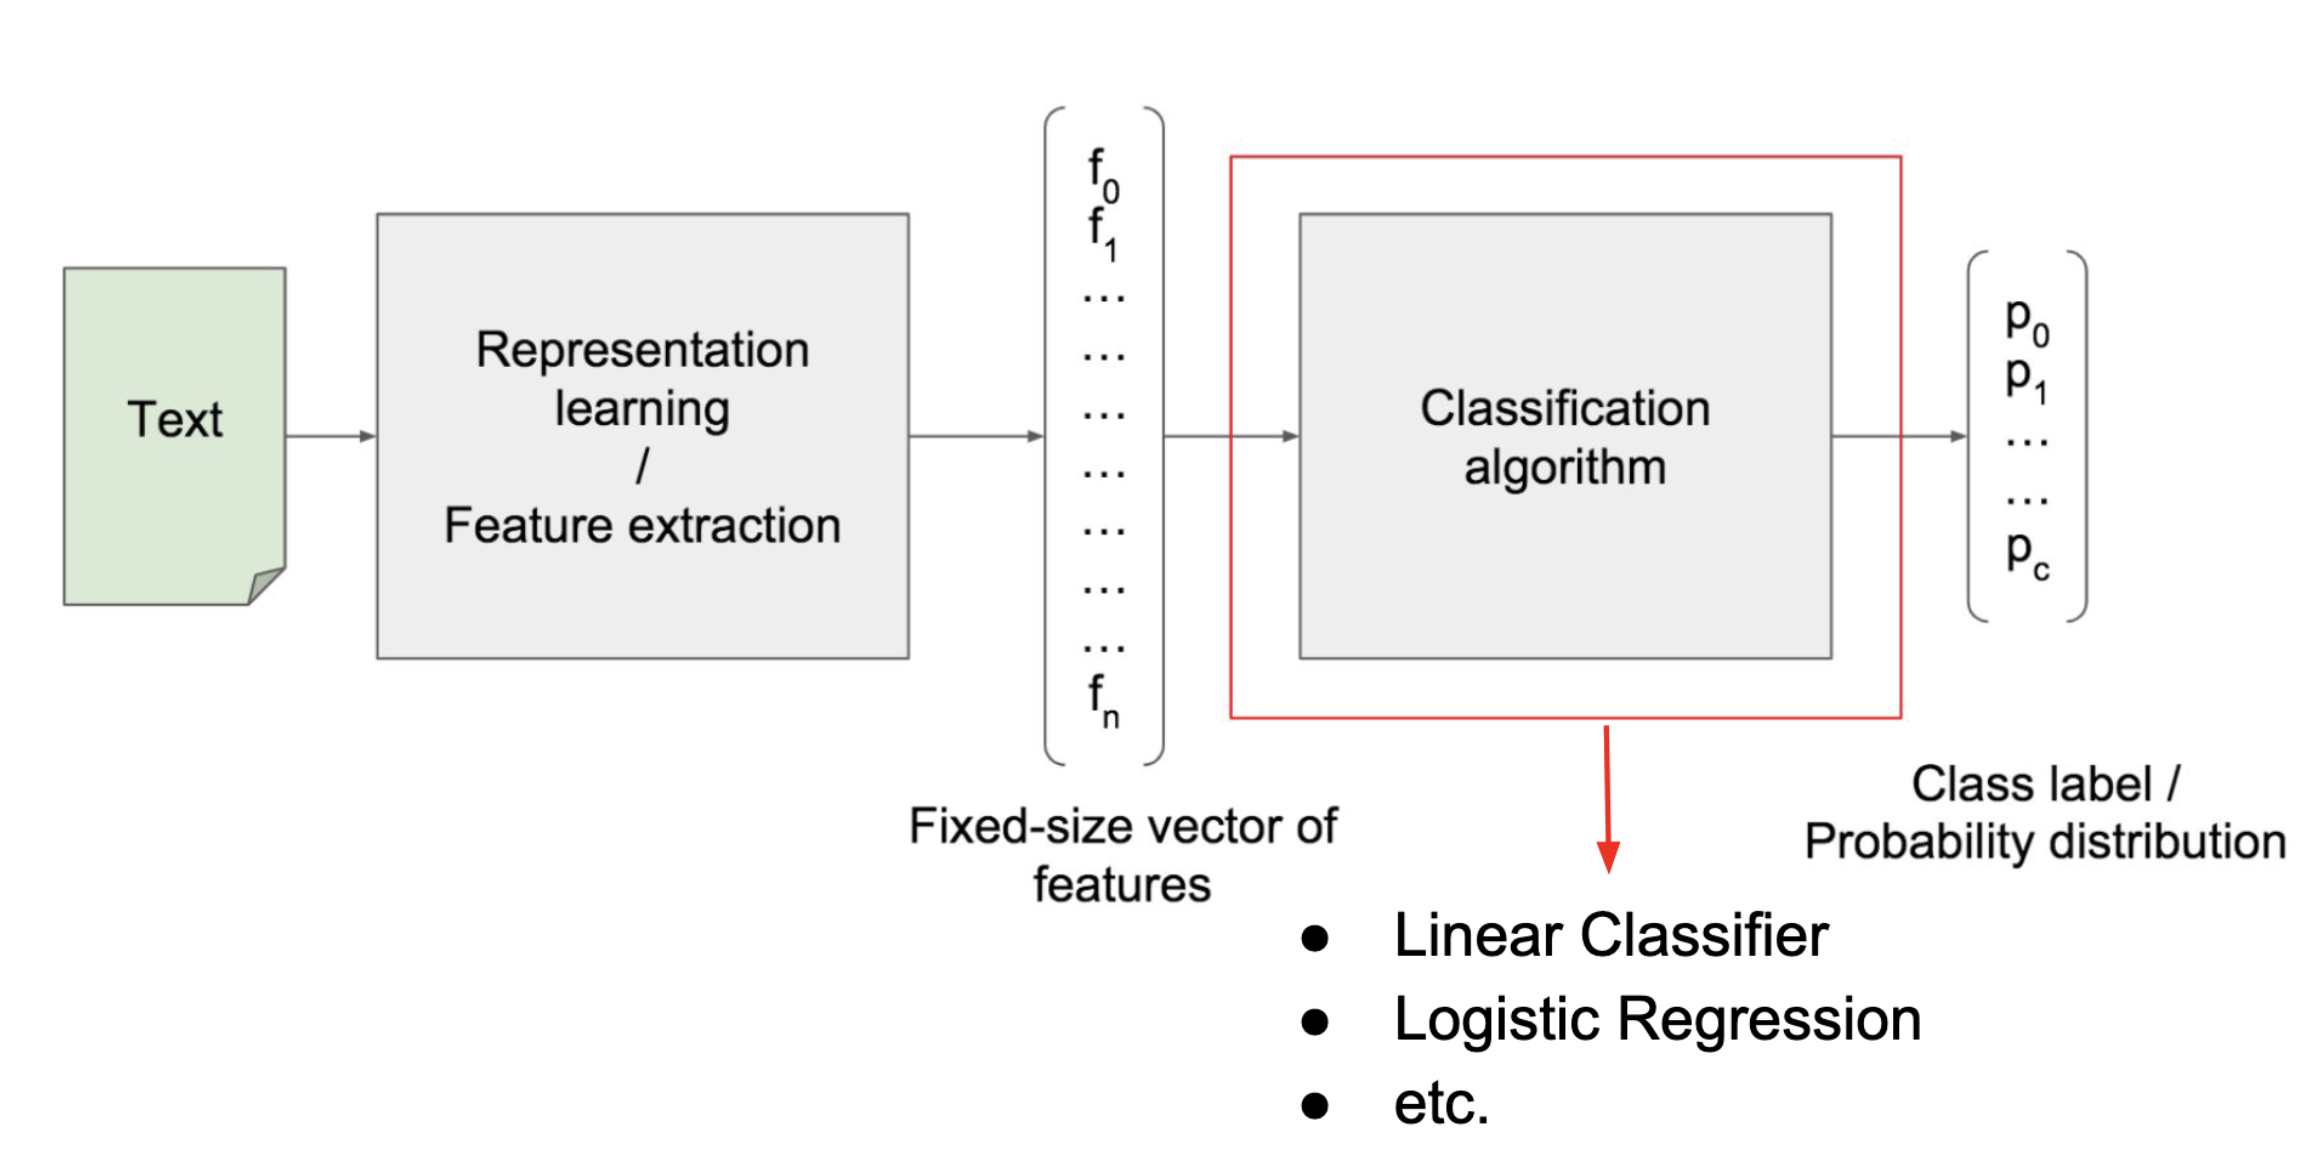 Text
Representation
learning
/
Feature extraction
f0
f1
...
...
...
...
...
...
...
fn
Fixed-size vector of
features
Classification
algorithm
p0
p1
...
...
pc
Class label /
Probability distribution
● Linear Classifier
● Logistic Regression
● etc.